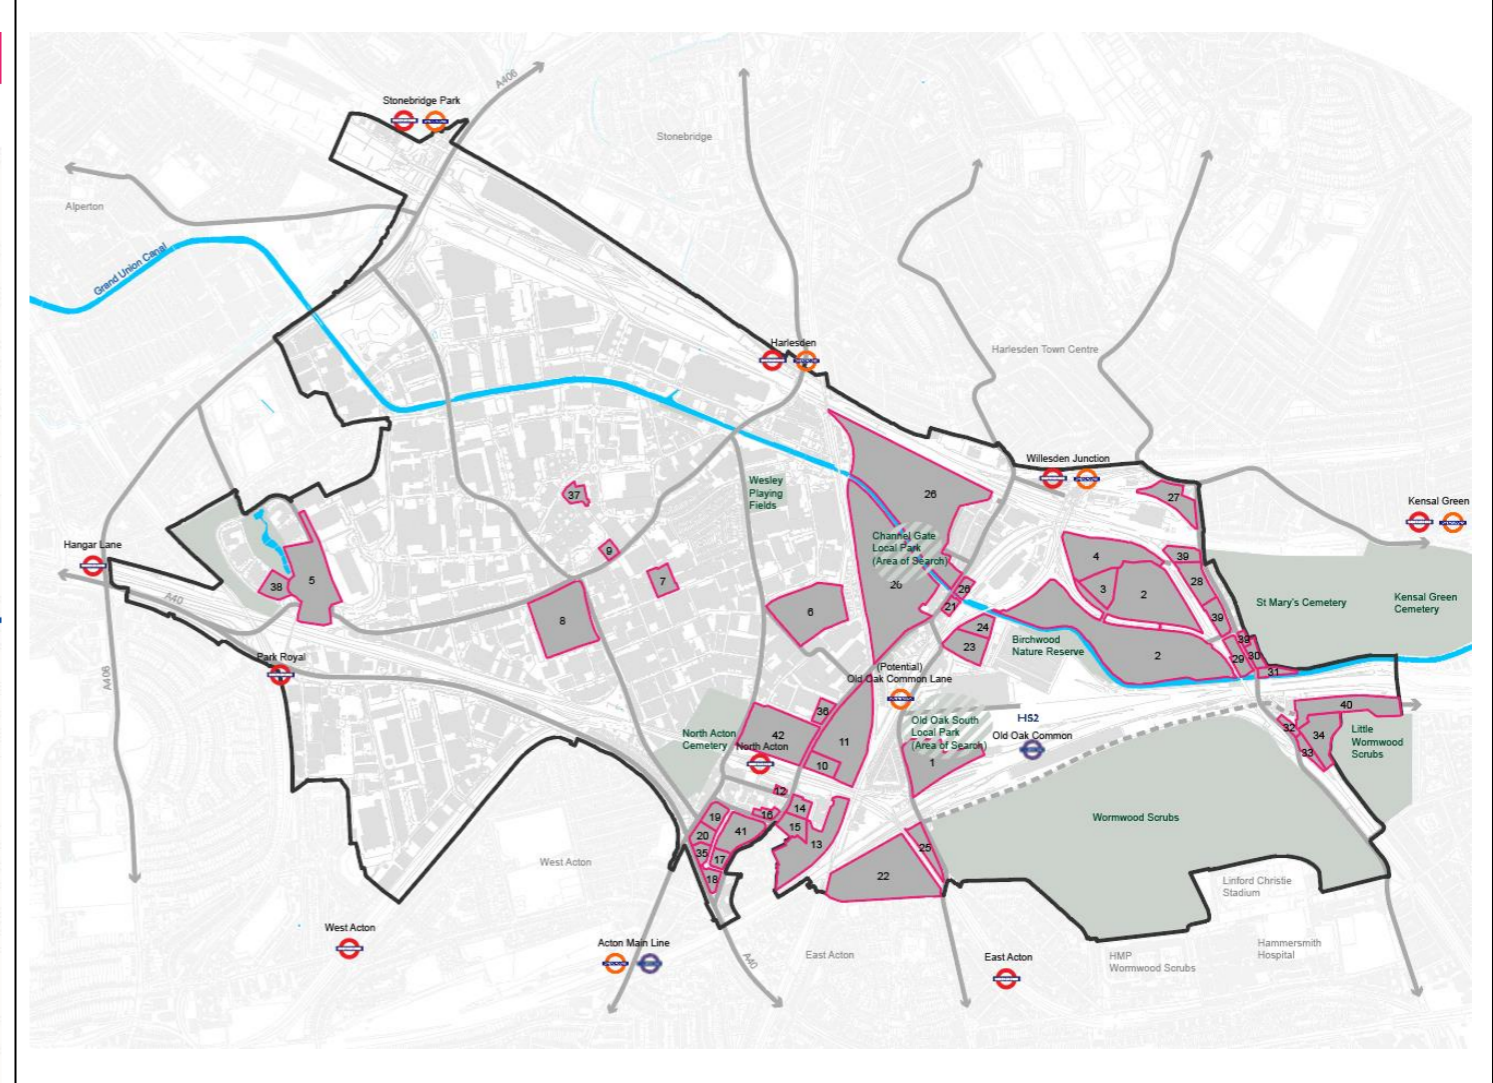 A406
Stonebridge Park
Stonebridge
Alperton
Grand Union Canal
Harlesden
Harlesden Town Centre
Willesden Junction
Kensal Green
Wesley
Playing
Fields
26
27
37
Hangar Lane
Channel Gate
Local Park
(Area of Search)
9
4
39
38
5
7
26
26
3
2
28
St Mary's Cemetery
Kensal Green
Cemetery
A40
8
6
21
39
24
23
Birchwood
Nature Reserve
39
2
29
30
31
Park Royal
A406
(Potential)
Old Oak Common Lane
36
Old Oak South
Local Park
(Area of Search)
HS2
Old Oak Common
40
North Acton
Cemetery
42
North Acton
11
10
1
32
34
33
Little
Wormwood
Scrubs
12
14
16
15
13
19
20
41
35
17
18
Wormwood Scrubs
25
22
West Acton
Linford Christie
Stadium
West Acton
Acton Main Line
A40
East Acton
East Acton
HMP
Wormwood Scrubs
Hammersmith
Hospital